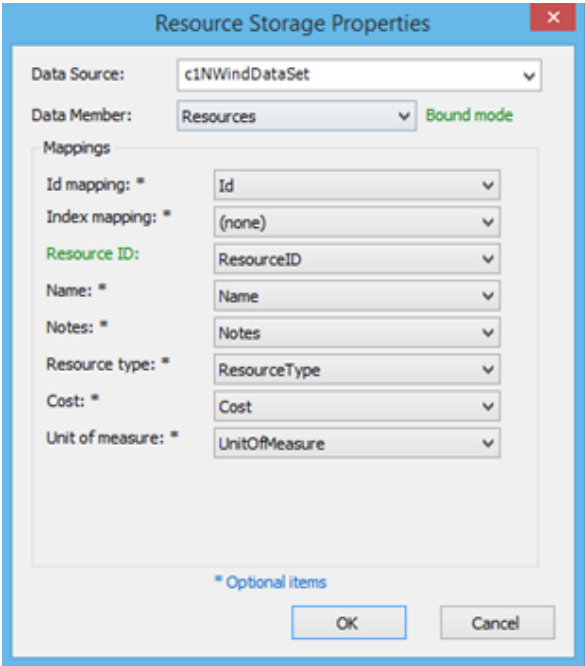 Resource Storage Properties
Data Source: c1NWindDataSet
Data Member: Resources Bound mode
Mappings
Id mapping: * Id
Index mapping: * (none)
Resource ID: ResourceID
Name: * Name
Notes: * Notes
Resource type: * ResourceType
Cost: * Cost
Unit of measure: * UnitOfMeasure
* Optional items
OK Cancel